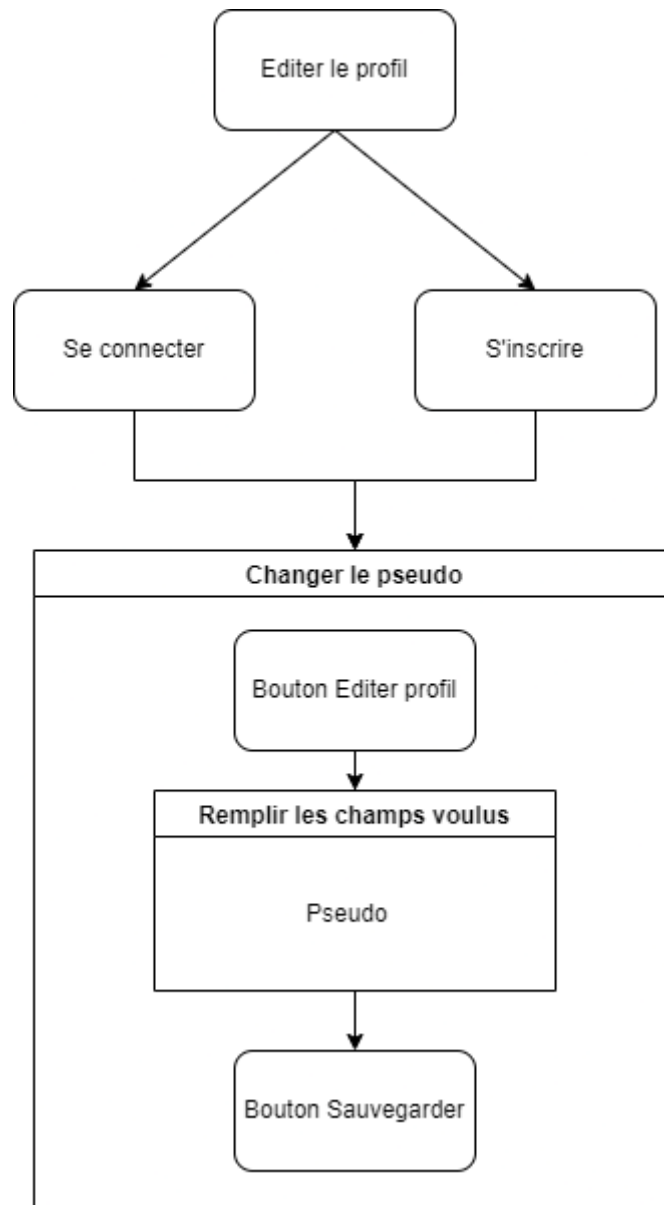 Editer le profil
Se connecter
S'inscrire
Changer le pseudo
Bouton Editer profil
Remplir les champs voulus
Pseudo
Bouton Sauvegarder